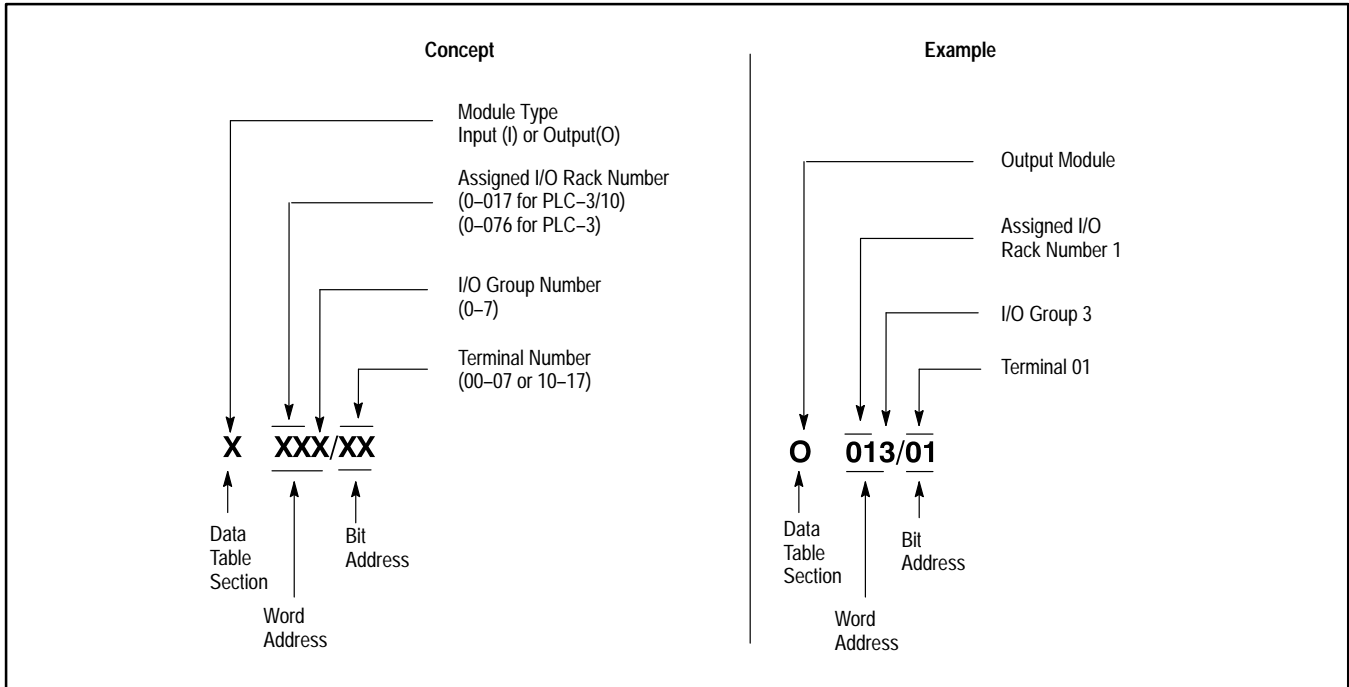 Concept
Module Type
Input (I) or Output(O)
Assigned I/O Rack Number
(0–017 for PLC–3/10)
(0–076 for PLC–3)
I/O Group Number
(0–7)
Terminal Number
(00–07 or 10–17)
X XXX/XX
Data
Table
Section
Bit
Address
Word
Address
Example
Output Module
Assigned I/O
Rack Number 1
I/O Group 3
Terminal 01
O 013/01
Data
Table
Section
Bit
Address
Word
Address